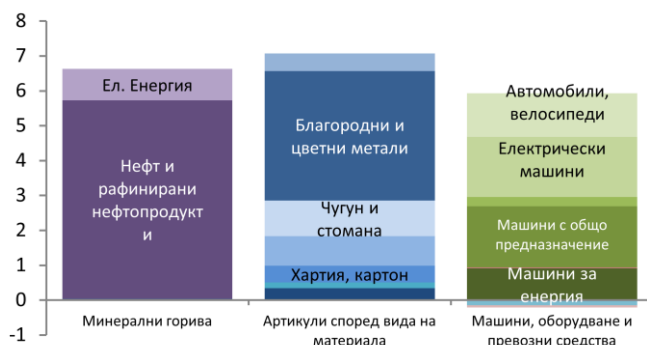 8
7
6
5
4
3
2
1
0
-1
Ел. Енергия
Нефт и
рафинирани
нефтопродукт
и
Благородни и
цветни метали
Чугун и
стомана
Хартия, картон
Автомобили,
велосипеди
Електрически
машини
Машини с общо
предназначение
Машини за
енергия
Минерални горива
Артикули според вида на
материала
Машини, оборудване и
превозни средства